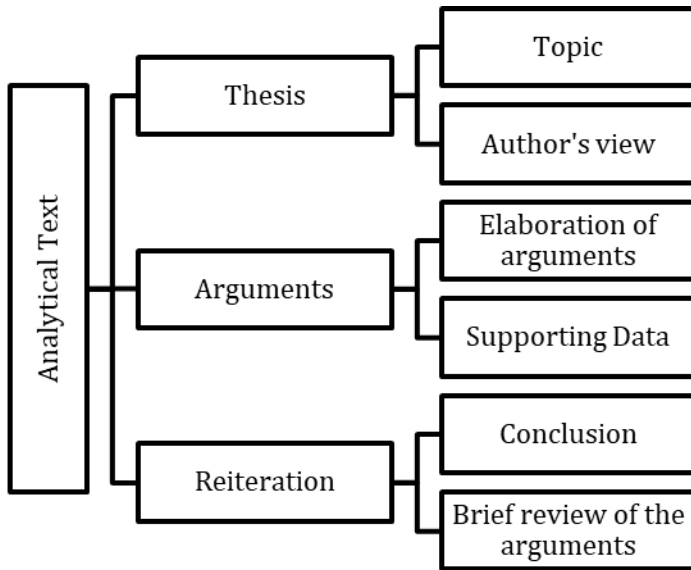 Analytical Text
Thesis
Topic
Author's view
Arguments
Elaboration of
arguments
Supporting Data
Reiteration
Conclusion
Brief review of the
arguments